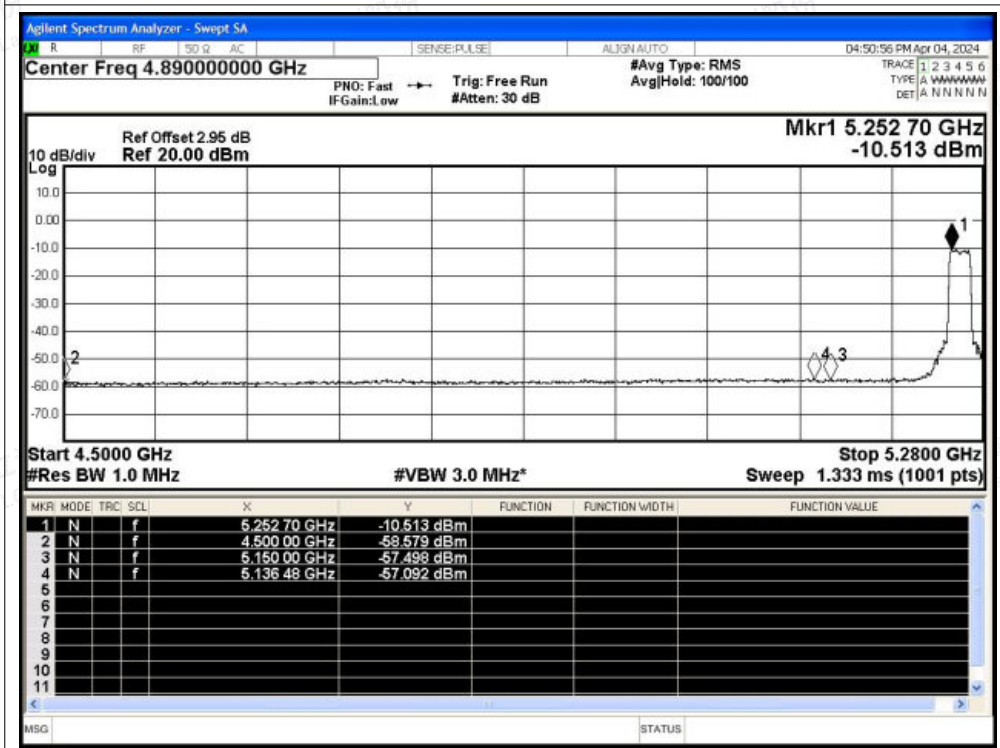 Agilent Spectrum Analyzer - Swept SA
LXI R RF 50 Ω AC SENSE:PULSE ALIGN AUTO 04:50:56 PM Apr 04, 2024
Center Freq 4.890000000 GHz #Avg Type: RMS TRACE 1 2 3 4 5 6
PNO: Fast Trig: Free Run Avg|Hold: 100/100 TYPE A WWWWW
IFGain:Low #Atten: 30 dB DET A N N N N N
Mkr1 5.252 70 GHz
Ref Offset 2.95 dB
10 dB/div Ref 20.00 dBm -10.513 dBm
Log
10.0
0.00
1
-10.0
-20.0
-30.0
-40.0
-50.0 2 4 3
-60.0
-70.0
Start 4.5000 GHz Stop 5.2800 GHz
#Res BW 1.0 MHz #VBW 3.0 MHz* Sweep 1.333 ms (1001 pts)
MKR MODE TRC SCL X Y FUNCTION FUNCTION WIDTH FUNCTION VALUE
1 N f 5.252 70 GHz -10.513 dBm
2 N f 4.500 00 GHz -58.579 dBm
3 N f 5.150 00 GHz -57.498 dBm
4 N f 5.136 48 GHz -57.092 dBm
5
6
7
8
9
10
11
MSG STATUS